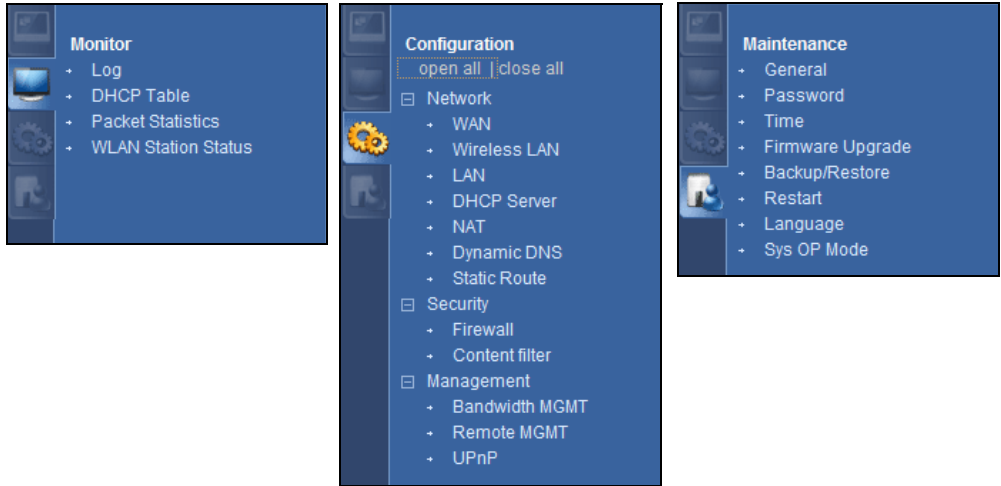 Monitor
Log
DHCP Table
Packet Statistics
WLAN Station Status
Configuration
open all | close all
Network
WAN
Wireless LAN
LAN
DHCP Server
NAT
Dynamic DNS
Static Route
Security
Firewall
Content filter
Management
Bandwidth MGMT
Remote MGMT
UPnP
Maintenance
General
Password
Time
Firmware Upgrade
Backup/Restore
Restart
Language
Sys OP Mode